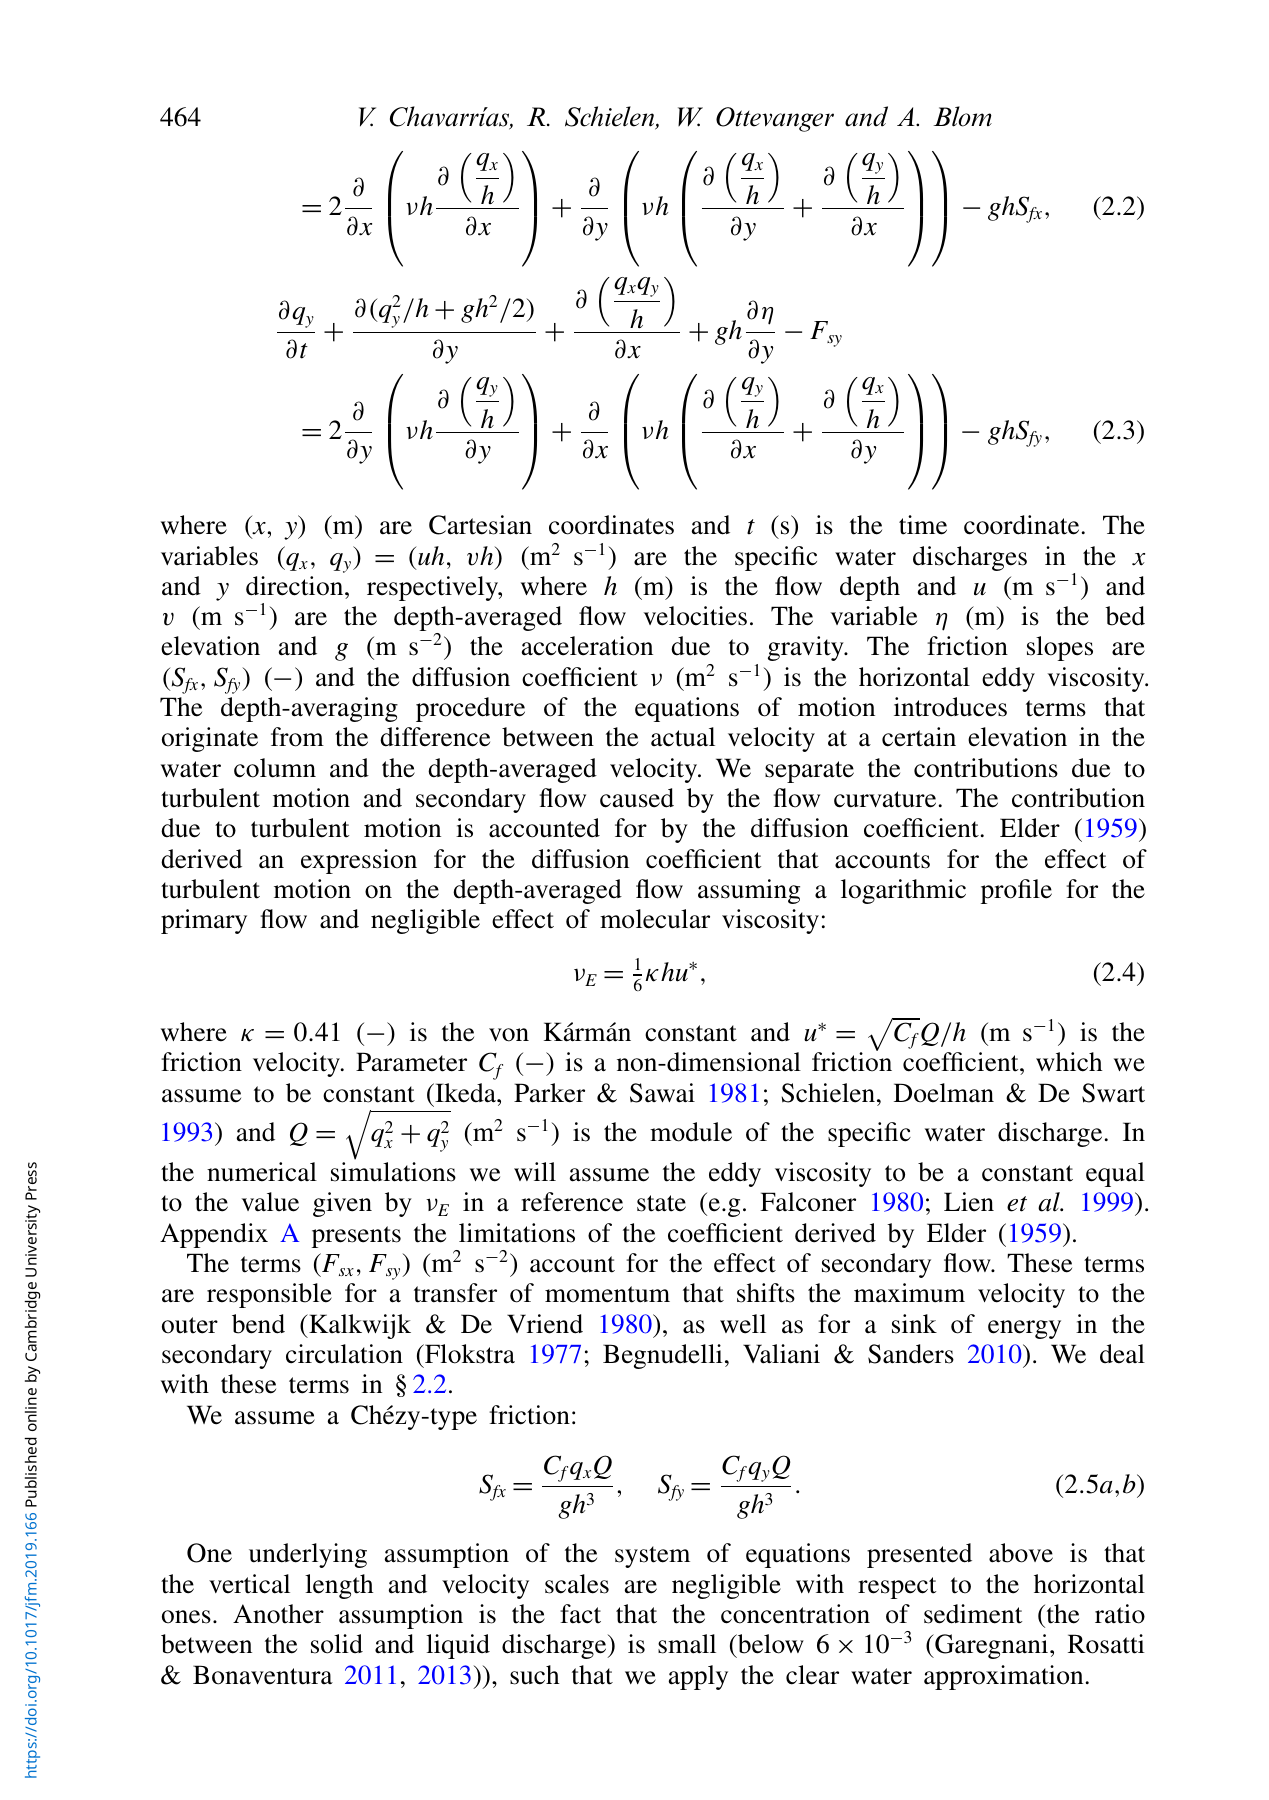 464 V. Chavarrías, R. Schielen, W. Ottevanger and A. Blom
= 2 ∂/∂x ( νh ∂(q_x/h)/∂x ) + ∂/∂y ( νh ( ∂(q_x/h)/∂y + ∂(q_y/h)/∂x ) ) − ghS_fx, (2.2)
∂q_y/∂t + ∂(q_y^2/h + gh^2/2)/∂y + ∂(q_xq_y/h)/∂x + gh ∂η/∂y − F_sy
= 2 ∂/∂y ( νh ∂(q_y/h)/∂y ) + ∂/∂x ( νh ( ∂(q_y/h)/∂x + ∂(q_x/h)/∂y ) ) − ghS_fy, (2.3)
where (x, y) (m) are Cartesian coordinates and t (s) is the time coordinate. The
variables (q_x, q_y) = (uh, vh) (m² s⁻¹) are the specific water discharges in the x
and y direction, respectively, where h (m) is the flow depth and u (m s⁻¹) and
v (m s⁻¹) are the depth-averaged flow velocities. The variable η (m) is the bed
elevation and g (m s⁻²) the acceleration due to gravity. The friction slopes are
(S_fx, S_fy) (−) and the diffusion coefficient ν (m² s⁻¹) is the horizontal eddy viscosity.
The depth-averaging procedure of the equations of motion introduces terms that
originate from the difference between the actual velocity at a certain elevation in the
water column and the depth-averaged velocity. We separate the contributions due to
turbulent motion and secondary flow caused by the flow curvature. The contribution
due to turbulent motion is accounted for by the diffusion coefficient. Elder (1959)
derived an expression for the diffusion coefficient that accounts for the effect of
turbulent motion on the depth-averaged flow assuming a logarithmic profile for the
primary flow and negligible effect of molecular viscosity:
ν_E = 1/6 κhu*, (2.4)
where κ = 0.41 (−) is the von Kármán constant and u* = √C_f Q/h (m s⁻¹) is the
friction velocity. Parameter C_f (−) is a non-dimensional friction coefficient, which we
assume to be constant (Ikeda, Parker & Sawai 1981; Schielen, Doelman & De Swart
1993) and Q = √(q_x^2 + q_y^2) (m² s⁻¹) is the module of the specific water discharge. In
the numerical simulations we will assume the eddy viscosity to be a constant equal
to the value given by ν_E in a reference state (e.g. Falconer 1980; Lien et al. 1999).
Appendix A presents the limitations of the coefficient derived by Elder (1959).
The terms (F_sx, F_sy) (m² s⁻²) account for the effect of secondary flow. These terms
are responsible for a transfer of momentum that shifts the maximum velocity to the
outer bend (Kalkwijk & De Vriend 1980), as well as for a sink of energy in the
secondary circulation (Flokstra 1977; Begnudelli, Valiani & Sanders 2010). We deal
with these terms in § 2.2.
We assume a Chézy-type friction:
S_fx = C_f q_x Q/gh³, S_fy = C_f q_y Q/gh³. (2.5a,b)
One underlying assumption of the system of equations presented above is that
the vertical length and velocity scales are negligible with respect to the horizontal
ones. Another assumption is the fact that the concentration of sediment (the ratio
between the solid and liquid discharge) is small (below 6 × 10⁻³ (Garegnani, Rosatti
& Bonaventura 2011, 2013)), such that we apply the clear water approximation.
https://doi.org/10.1017/jfm.2019.166 Published online by Cambridge University Press